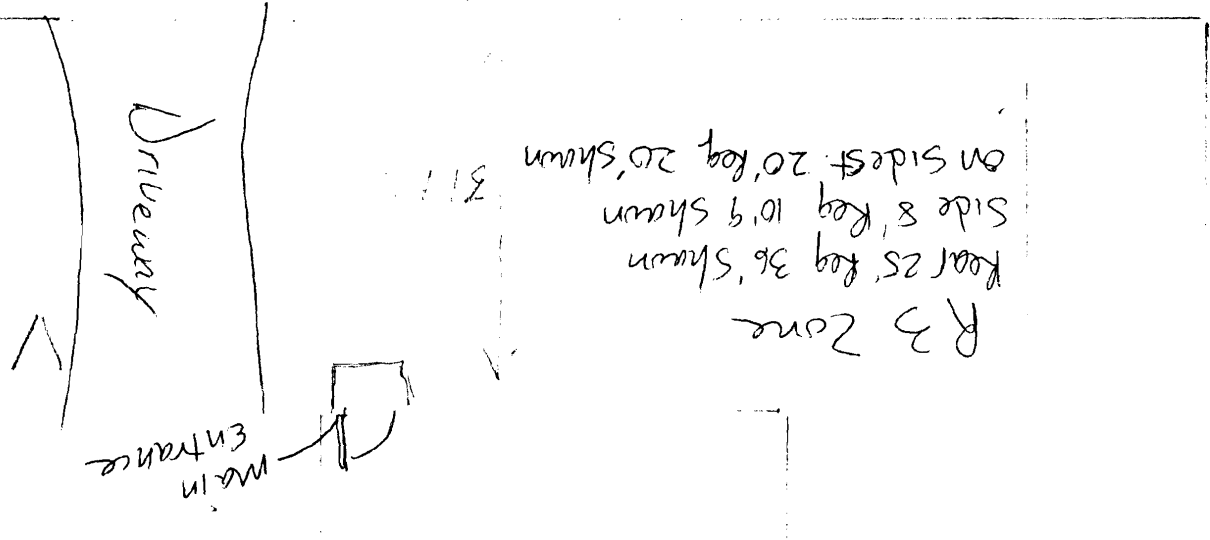 R3 Zone
Rear 25' Req 36' Shown
Side 8' Req 10'9 Shown
on Sidest. 20' Req 20' Shown
Driveway
main
Entrance